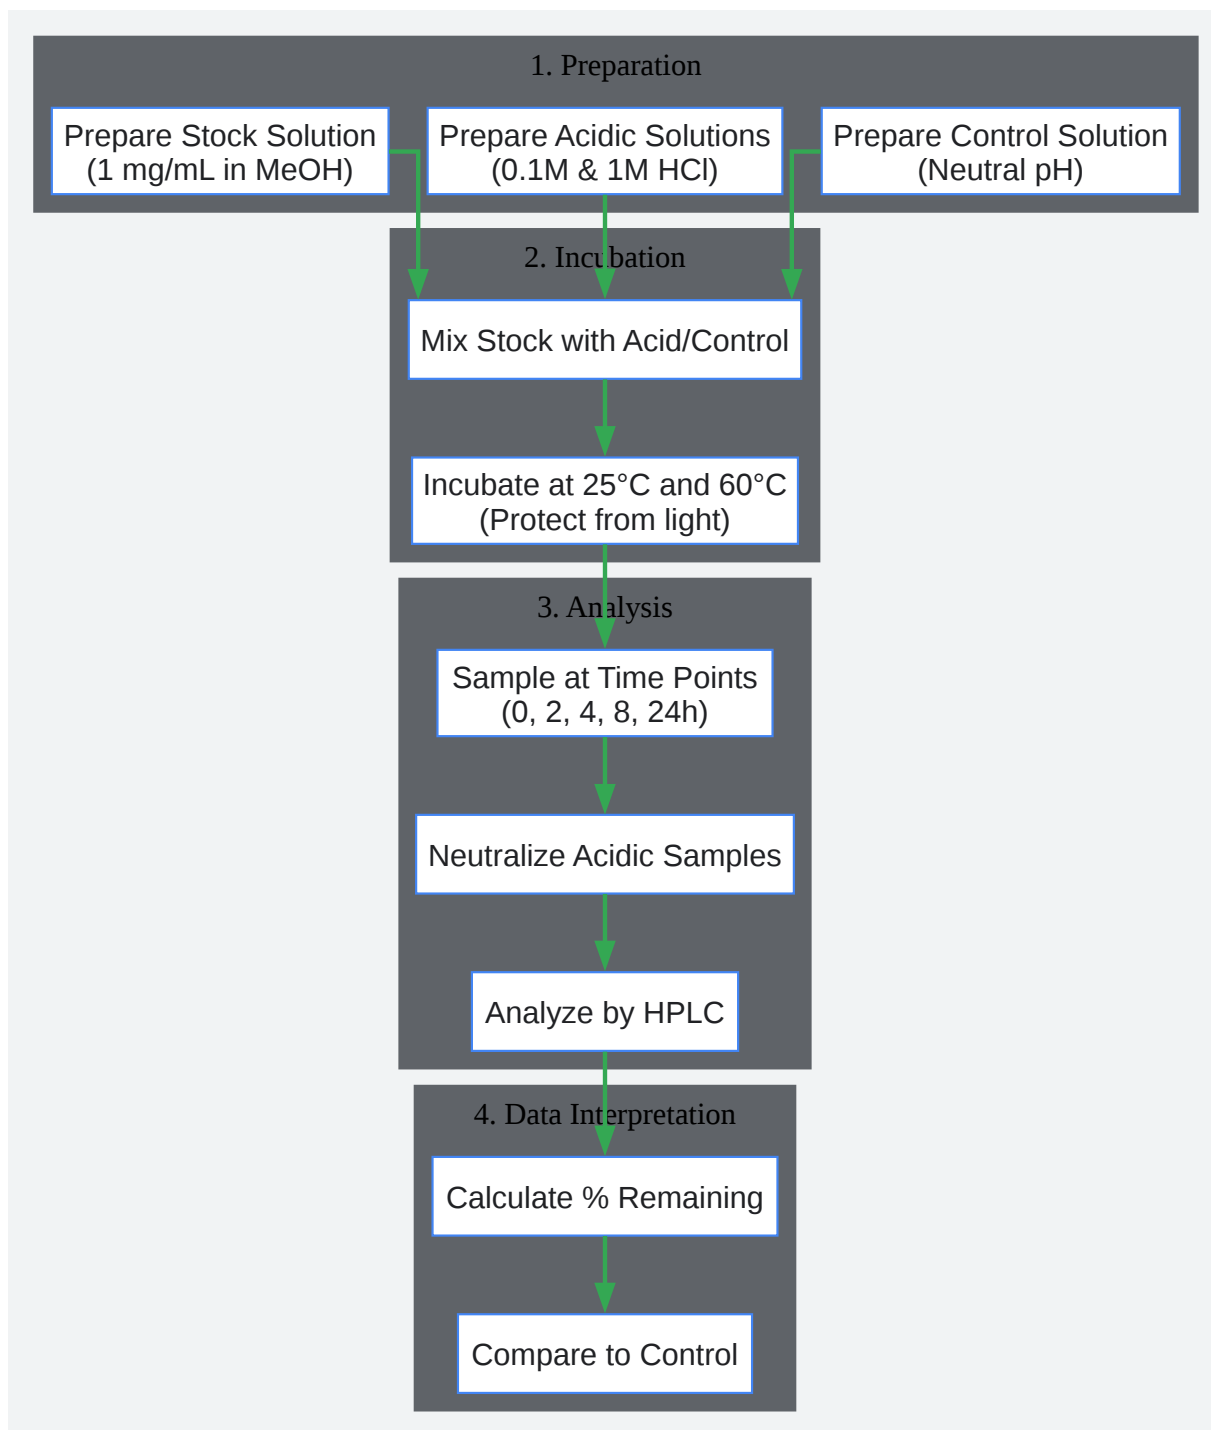 1. Preparation
Prepare Stock Solution
(1 mg/mL in MeOH)
Prepare Acidic Solutions
(0.1M & 1M HCl)
Prepare Control Solution
(Neutral pH)
2. Incubation
Mix Stock with Acid/Control
Incubate at 25°C and 60°C
(Protect from light)
3. Analysis
Sample at Time Points
(0, 2, 4, 8, 24h)
Neutralize Acidic Samples
Analyze by HPLC
4. Data Interpretation
Calculate % Remaining
Compare to Control